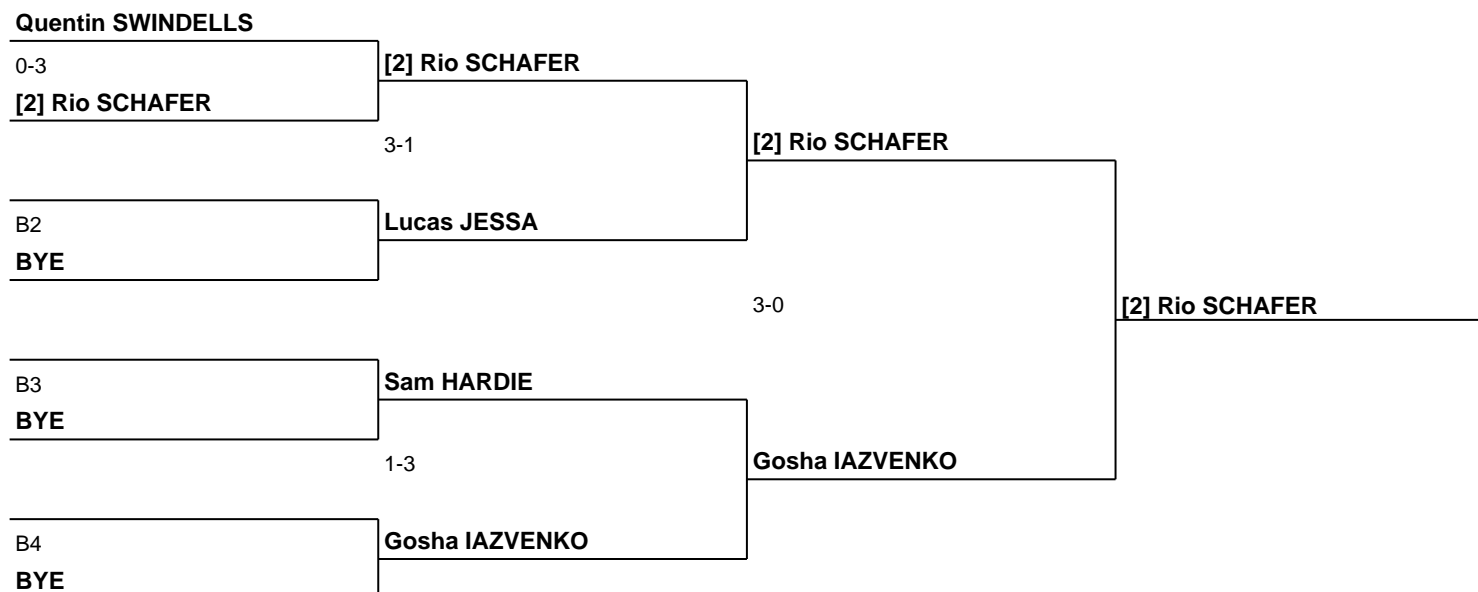 Quentin SWINDELLS
0-3
[2] Rio SCHAFER
[2] Rio SCHAFER
3-1
[2] Rio SCHAFER
B2
Lucas JESSA
BYE
3-0
[2] Rio SCHAFER
B3
Sam HARDIE
BYE
1-3
Gosha IAZVENKO
B4
Gosha IAZVENKO
BYE